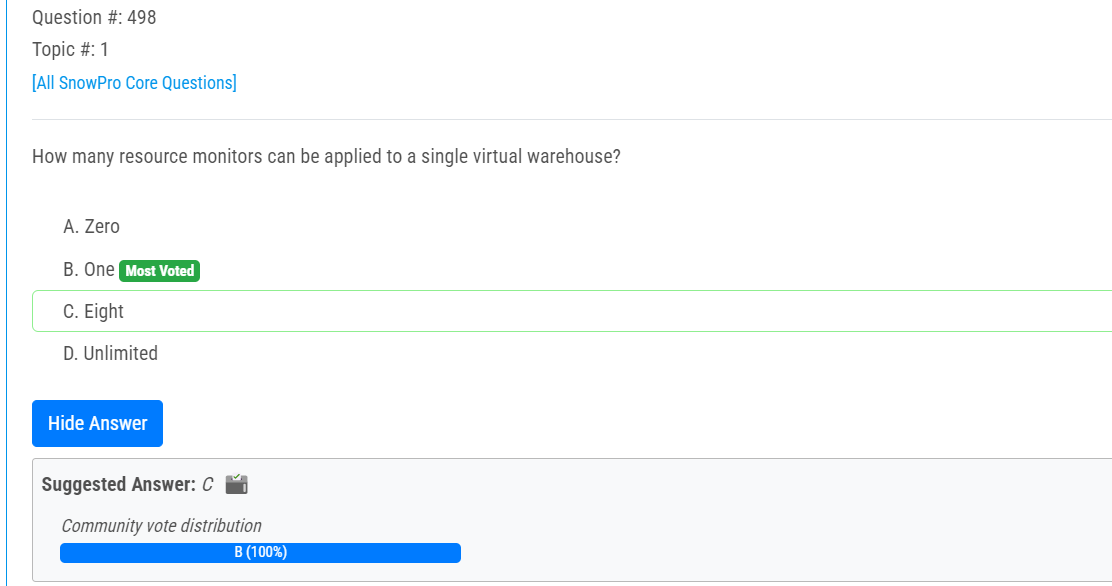 Question #: 498
Topic #: 1
[All SnowPro Core Questions]
How many resource monitors can be applied to a single virtual warehouse?
A. Zero
B. One Most Voted
C. Eight
D. Unlimited
Hide Answer
Suggested Answer: C
Community vote distribution
B (100%)